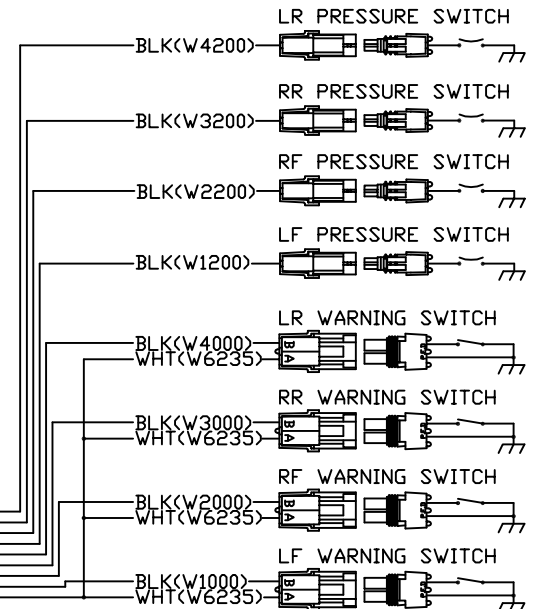 LR PRESSURE SWITCH
BLK(W4200)
RR PRESSURE SWITCH
BLK(W3200)
RF PRESSURE SWITCH
BLK(W2200)
LF PRESSURE SWITCH
BLK(W1200)
LR WARNING SWITCH
BLK(W4000) B
WHT(W6235) A
RR WARNING SWITCH
BLK(W3000) B
WHT(W6235) A
RF WARNING SWITCH
BLK(W2000) B
WHT(W6235) A
LF WARNING SWITCH
BLK(W1000) B
WHT(W6235) A